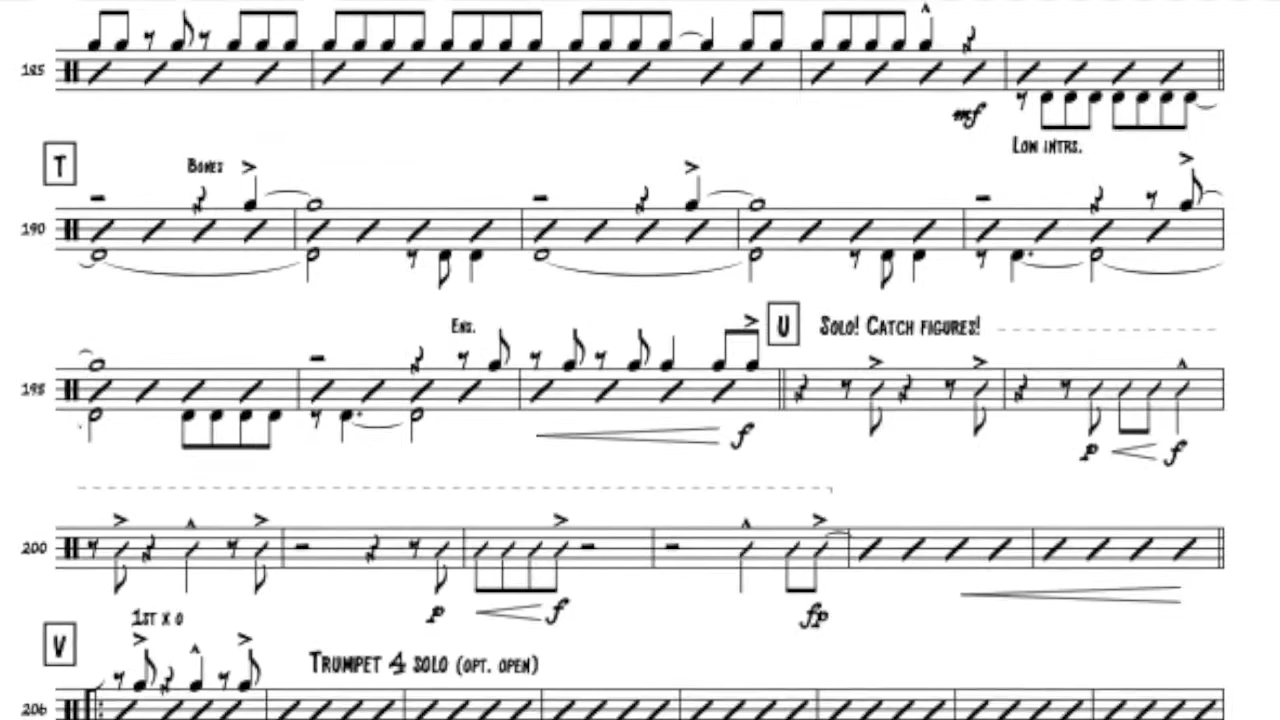 185
mf
Low intrs.
T
Bones
190
Ens.
U
Solo! Catch figures!
195
f
p
f
200
p
f
fp
1st x o
V
Trumpet 4 solo (opt. open)
206